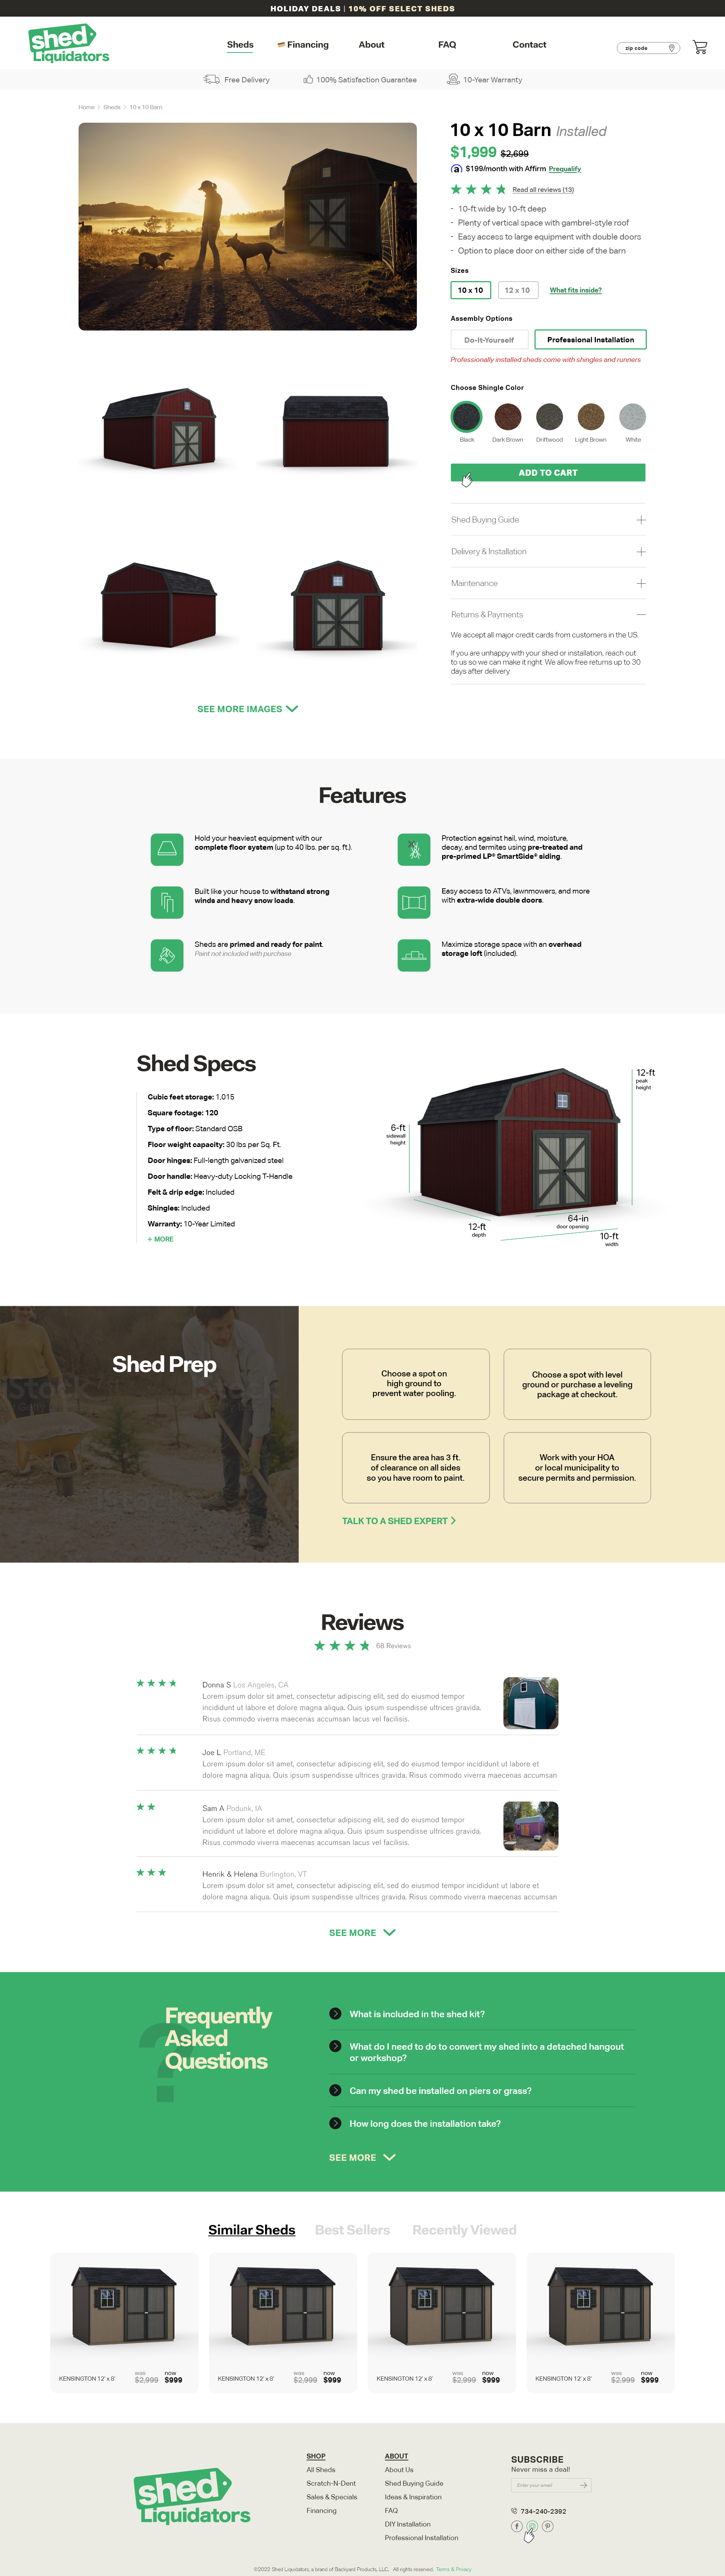 HOLIDAY DEALS | 10% OFF SELECT SHEDS
shed
Liquidators
Sheds
Financing
About
FAQ
Contact
zip code
Free Delivery
100% Satisfaction Guarantee
10-Year Warranty
Home > Sheds > 10 x 10 Barn
10 x 10 Barn Installed
$1,999 $2,699
a $199/month with Affirm Prequalify
Read all reviews (13)
- 10-ft wide by 10-ft deep
- Plenty of vertical space with gambrel-style roof
- Easy access to large equipment with double doors
- Option to place door on either side of the barn
Sizes
10 x 10
12 x 10
What fits inside?
Assembly Options
Do-It-Yourself
Professional Installation
Professionally installed sheds come with shingles and runners
Choose Shingle Color
Black
Dark Brown
Driftwood
Light Brown
White
ADD TO CART
Shed Buying Guide
Delivery & Installation
Maintenance
Returns & Payments
We accept all major credit cards from customers in the US.
If you are unhappy with your shed or installation, reach out
to us so we can make it right. We allow free returns up to 30
days after delivery.
SEE MORE IMAGES
Features
Hold your heaviest equipment with our
complete floor system (up to 40 lbs. per sq. ft.).
Protection against hail, wind, moisture,
decay, and termites using pre-treated and
pre-primed LP® SmartSide® siding.
Built like your house to withstand strong
winds and heavy snow loads.
Easy access to ATVs, lawnmowers, and more
with extra-wide double doors.
Sheds are primed and ready for paint.
Paint not included with purchase
Maximize storage space with an overhead
storage loft (included).
Shed Specs
Cubic feet storage: 1,015
Square footage: 120
Type of floor: Standard OSB
Floor weight capacity: 30 lbs per Sq. Ft.
Door hinges: Full-length galvanized steel
Door handle: Heavy-duty Locking T-Handle
Felt & drip edge: Included
Shingles: Included
Warranty: 10-Year Limited
+ MORE
12-ft
peak
height
6-ft
sidewall
height
12-ft
depth
64-in
door opening
10-ft
width
Shed Prep
Choose a spot on
high ground to
prevent water pooling.
Choose a spot with level
ground or purchase a leveling
package at checkout.
Ensure the area has 3 ft.
of clearance on all sides
so you have room to paint.
Work with your HOA
or local municipality to
secure permits and permission.
TALK TO A SHED EXPERT >
Reviews
68 Reviews
Donna S Los Angeles, CA
Lorem ipsum dolor sit amet, consectetur adipiscing elit, sed do eiusmod tempor
incididunt ut labore et dolore magna aliqua. Quis ipsum suspendisse ultrices gravida.
Risus commodo viverra maecenas accumsan lacus vel facilisis.
Joe L Portland, ME
Lorem ipsum dolor sit amet, consectetur adipiscing elit, sed do eiusmod tempor incididunt ut labore et
dolore magna aliqua. Quis ipsum suspendisse ultrices gravida. Risus commodo viverra maecenas accumsan
Sam A Podunk, IA
Lorem ipsum dolor sit amet, consectetur adipiscing elit, sed do eiusmod tempor
incididunt ut labore et dolore magna aliqua. Quis ipsum suspendisse ultrices gravida.
Risus commodo viverra maecenas accumsan lacus vel facilisis.
Henrik & Helena Burlington, VT
Lorem ipsum dolor sit amet, consectetur adipiscing elit, sed do eiusmod tempor incididunt ut labore et
dolore magna aliqua. Quis ipsum suspendisse ultrices gravida. Risus commodo viverra maecenas accumsan
SEE MORE
?
Frequently
Asked
Questions
What is included in the shed kit?
What do I need to do to convert my shed into a detached hangout
or workshop?
Can my shed be installed on piers or grass?
How long does the installation take?
SEE MORE
Similar Sheds
Best Sellers
Recently Viewed
KENSINGTON 12' x 8' was $2,999 now $999
KENSINGTON 12' x 8' was $2,999 now $999
KENSINGTON 12' x 8' was $2,999 now $999
KENSINGTON 12' x 8' was $2,999 now $999
shed
Liquidators
SHOP
All Sheds
Scratch-N-Dent
Sales & Specials
Financing
ABOUT
About Us
Shed Buying Guide
Ideas & Inspiration
FAQ
DIY Installation
Professional Installation
SUBSCRIBE
Never miss a deal!
Enter your email
734-240-2392
©2022 Shed Liquidators, a brand of Backyard Products, LLC. All rights reserved. Terms & Privacy